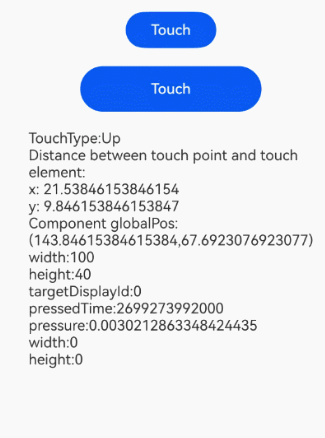 Touch
Touch
TouchType:Up
Distance between touch point and touch
element:
x: 21.53846153846154
y: 9.846153846153847
Component globalPos:
(143.84615384615384,67.6923076923077)
width:100
height:40
targetDisplayId:0
pressedTime:2699273992000
pressure:0.0030212863348424435
width:0
height:0